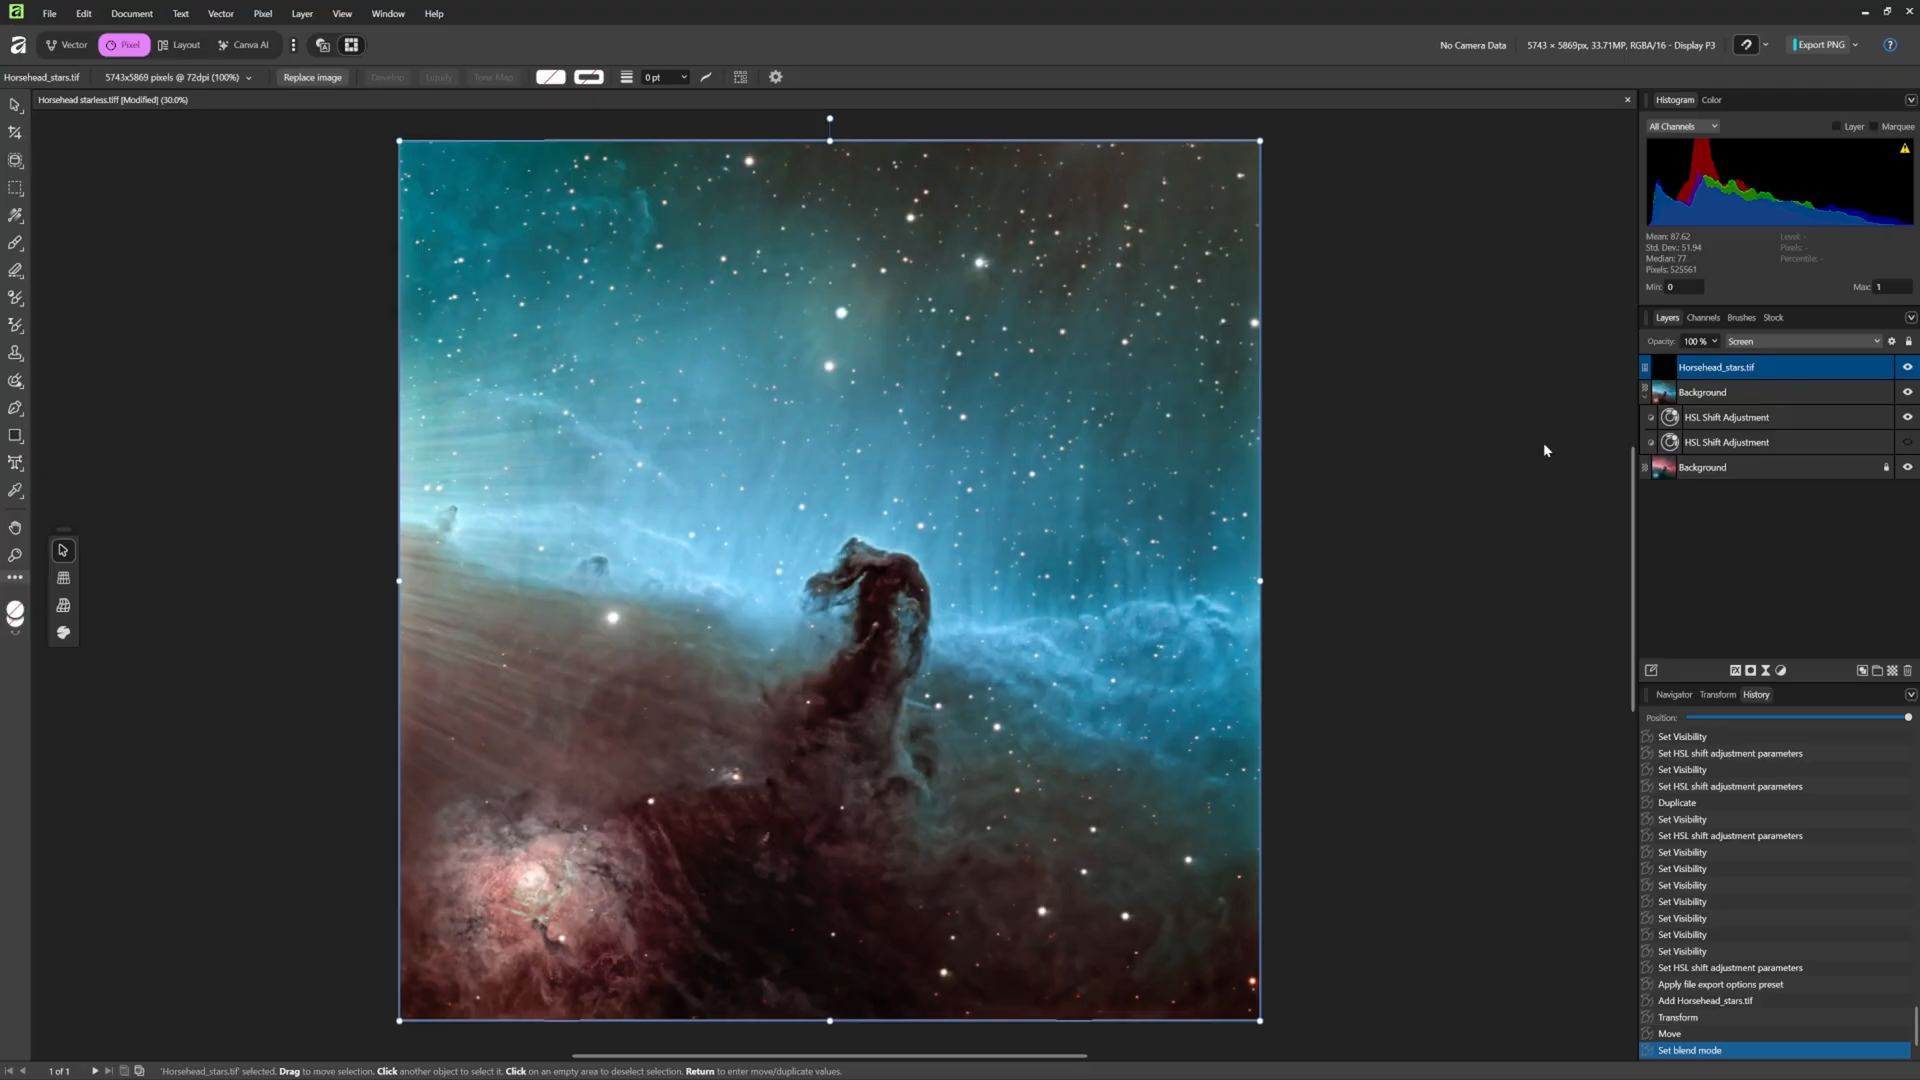 File Edit Document Text Vector Pixel Layer View Window Help
Vector Pixel Layout Canva AI No Camera Data 5743 × 5869px, 33.71MP, RGBA/16 - Display P3 Export PNG
Horsehead_stars.tif 5743x5869 pixels @ 72dpi (100%) Replace image Develop Liquify Tone Map 0 pt
Horsehead starless.tiff [Modified] (30.0%)
Histogram Color
All Channels Layer Marquee
Mean: 87.62 Level: -
Std. Dev.: 51.94 Pixels: -
Median: 77 Percentile: -
Pixels: 525561
Min: 0 Max: 1
Layers Channels Brushes Stock
Opacity: 100 % Screen
Horsehead_stars.tif
Background
HSL Shift Adjustment
HSL Shift Adjustment
Background
Navigator Transform History
Position:
Set Visibility
Set HSL shift adjustment parameters
Set Visibility
Set HSL shift adjustment parameters
Duplicate
Set Visibility
Set HSL shift adjustment parameters
Set Visibility
Set Visibility
Set Visibility
Set Visibility
Set Visibility
Set Visibility
Set Visibility
Set HSL shift adjustment parameters
Apply file export options preset
Add Horsehead_stars.tif
Transform
Move
Set blend mode
1 of 1 'Horsehead_stars.tif' selected. Drag to move selection. Click another object to select it. Click on an empty area to deselect selection. Return to enter move/duplicate values.